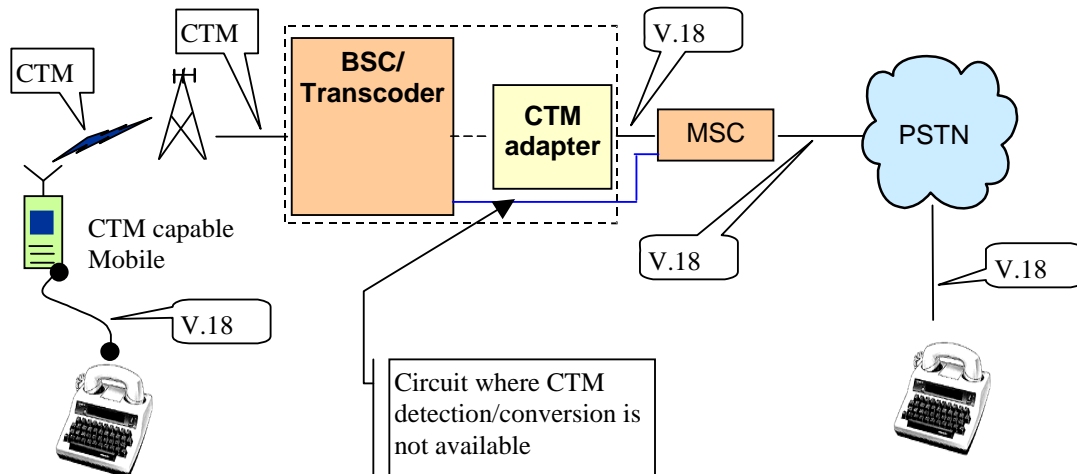 CTM
CTM
V.18
BSC/
Transcoder
CTM
adapter
MSC
PSTN
CTM capable
Mobile
V.18
V.18
V.18
Circuit where CTM
detection/conversion is
not available